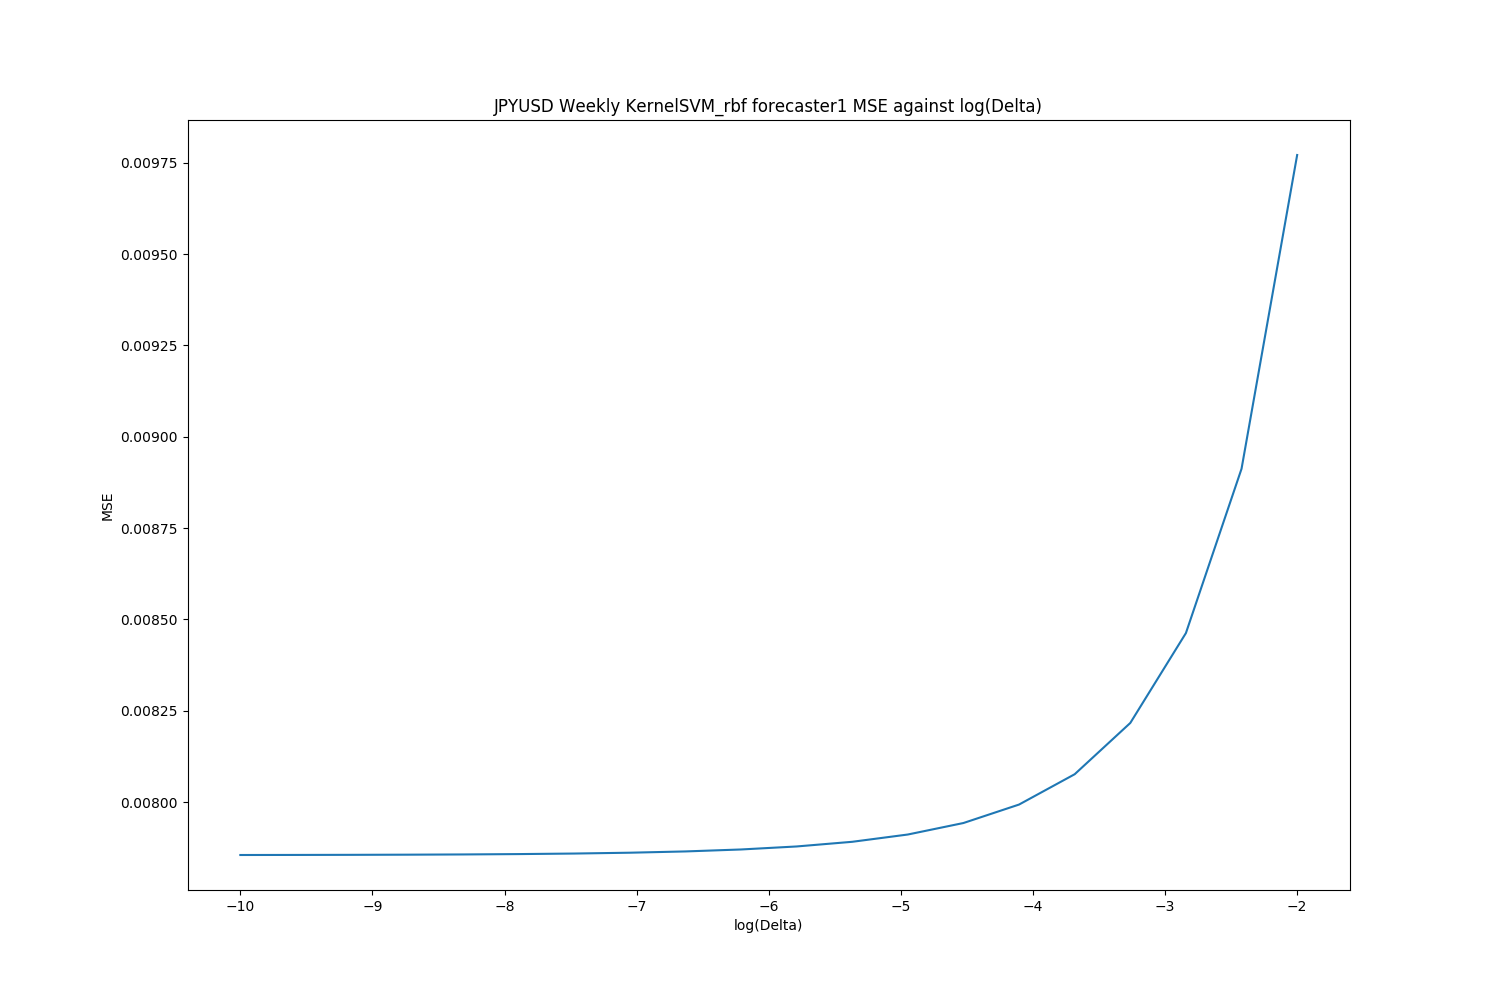 JPYUSD Weekly KernelSVM_rbf forecaster1 MSE against log(Delta)
0.00975
0.00950
0.00925
0.00900
0.00875
0.00850
0.00825
0.00800
MSE
−10 −9 −8 −7 −6 −5 −4 −3 −2
log(Delta)